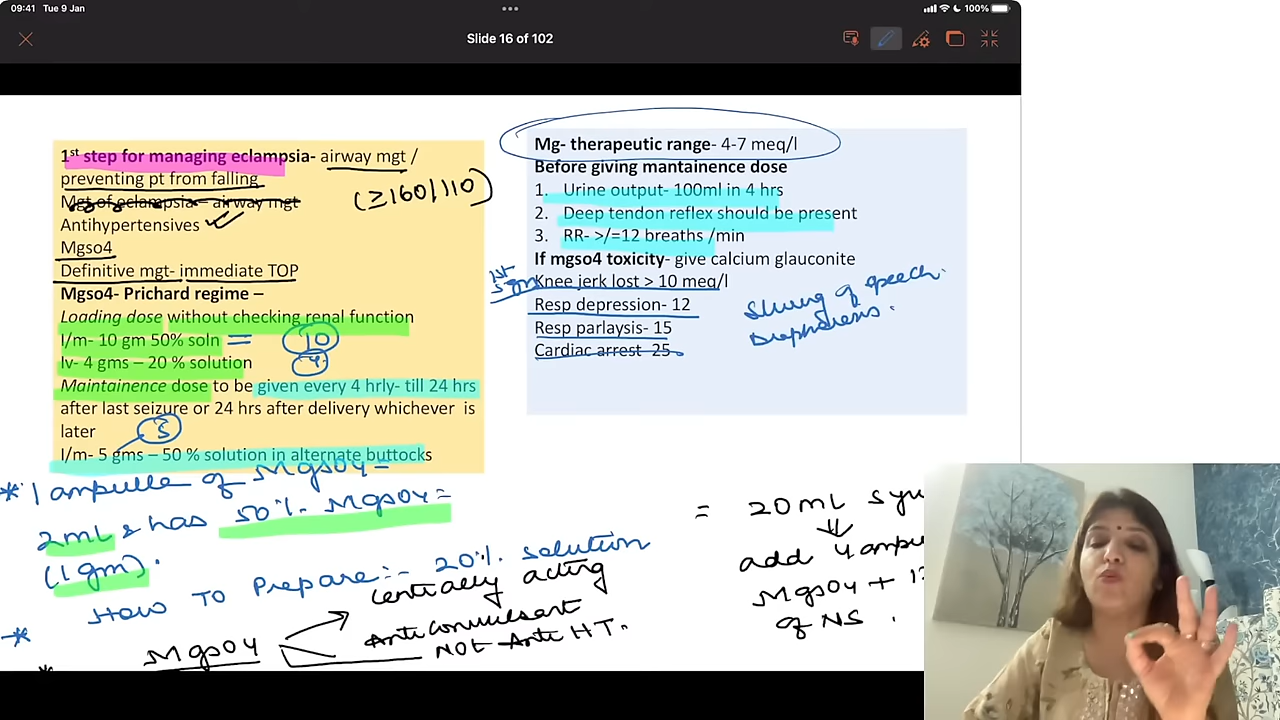 09:41 Tue 9 Jan
100%
Slide 16 of 102
1st step for managing eclampsia- airway mgt /
preventing pt from falling
Mgt of eclampsia – airway mgt
(≥160/110)
Antihypertensives
Mgso4
Definitive mgt- immediate TOP
Mgso4- Prichard regime –
Loading dose without checking renal function
I/m- 10 gm 50% soln = 10
Iv- 4 gms – 20 % solution
4
Maintainence dose to be given every 4 hrly- till 24 hrs
after last seizure or 24 hrs after delivery whichever is
later
5
I/m- 5 gms – 50 % solution in alternate buttocks
Mg- therapeutic range- 4-7 meq/l
Before giving mantainence dose
1. Urine output- 100ml in 4 hrs
2. Deep tendon reflex should be present
3. RR- >/=12 breaths /min
If mgso4 toxicity- give calcium glauconite
1st sign
Knee jerk lost > 10 meq/l
Resp depression- 12
Resp parlaysis- 15
Cardiac arrest 25
Slurring of speech
Diaphoresis.
* 1 ampulle of MgSO4 =
2mL & has 50% MgSO4 =
(1gm).
* How To Prepare:- 20% solution
= 20mL
add 4
MgSO4 +
of NS.
* MgSO4
Centrally acting
Anticonvulsant
NOT Anti HT.